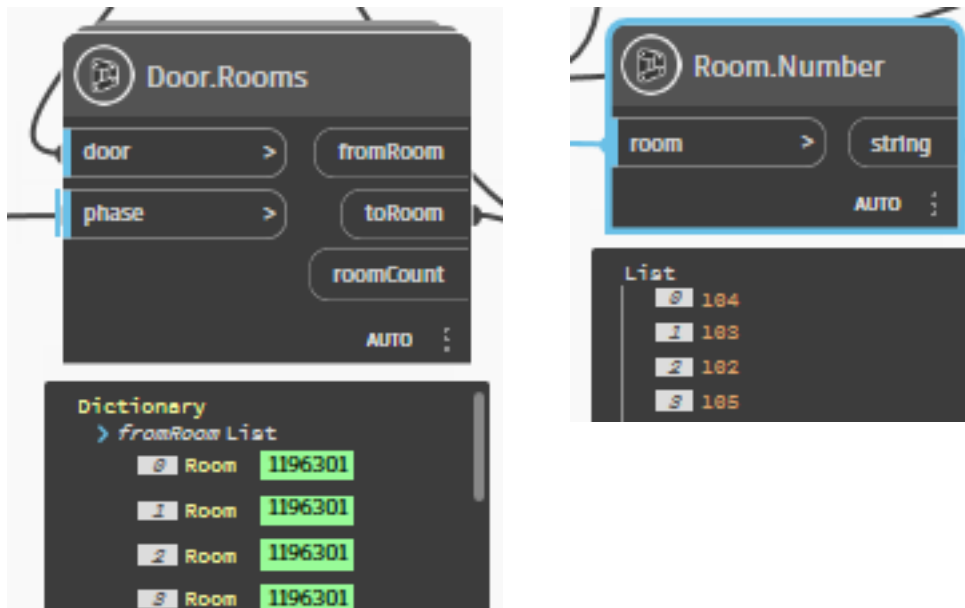 Door.Rooms
door >
fromRoom
phase >
toRoom
roomCount
AUTO
Dictionary
> fromRoom List
0 Room 1196301
1 Room 1196301
2 Room 1196301
3 Room 1196301
Room.Number
room >
string
AUTO
List
0 104
1 103
2 102
3 105